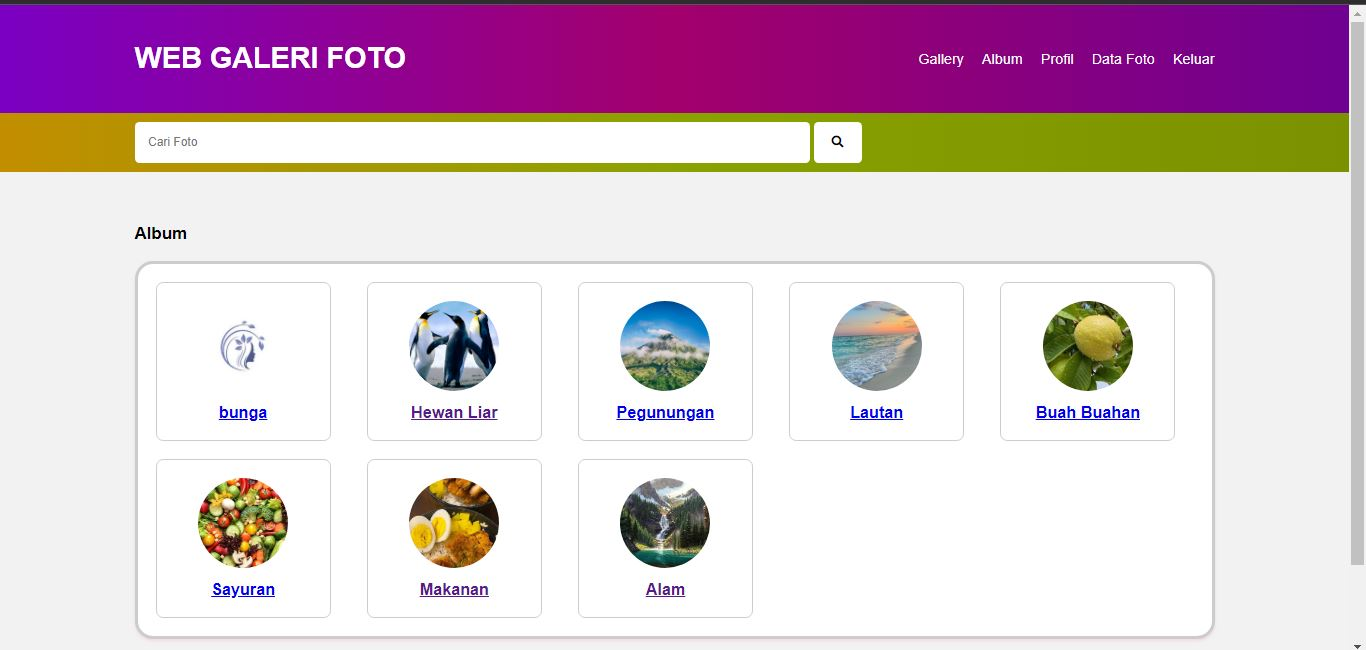 WEB GALERI FOTO
Gallery Album Profil Data Foto Keluar
Cari Foto
Album
bunga Hewan Liar Pegunungan Lautan Buah Buahan
Sayuran Makanan Alam